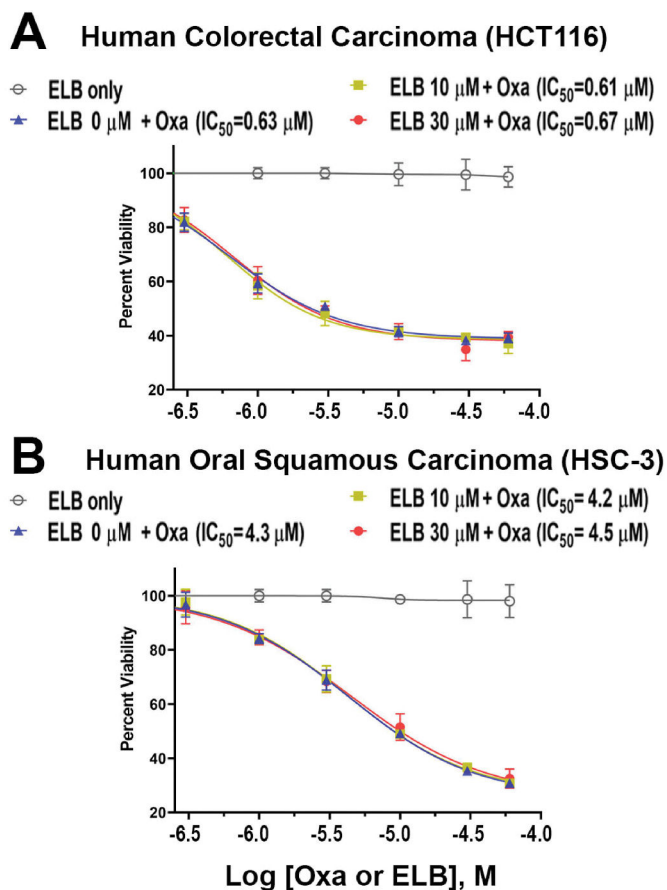 A Human Colorectal Carcinoma (HCT116)
ELB only
ELB 10 μM + Oxa (IC50=0.61 μM)
ELB 0 μM + Oxa (IC50=0.63 μM)
ELB 30 μM + Oxa (IC50=0.67 μM)
Percent Viability
100
80
60
40
20
-6.5 -6.0 -5.5 -5.0 -4.5 -4.0
B Human Oral Squamous Carcinoma (HSC-3)
ELB only
ELB 10 μM + Oxa (IC50= 4.2 μM)
ELB 0 μM + Oxa (IC50=4.3 μM)
ELB 30 μM + Oxa (IC50= 4.5 μM)
Percent Viability
100
80
60
40
20
-6.5 -6.0 -5.5 -5.0 -4.5 -4.0
Log [Oxa or ELB], M